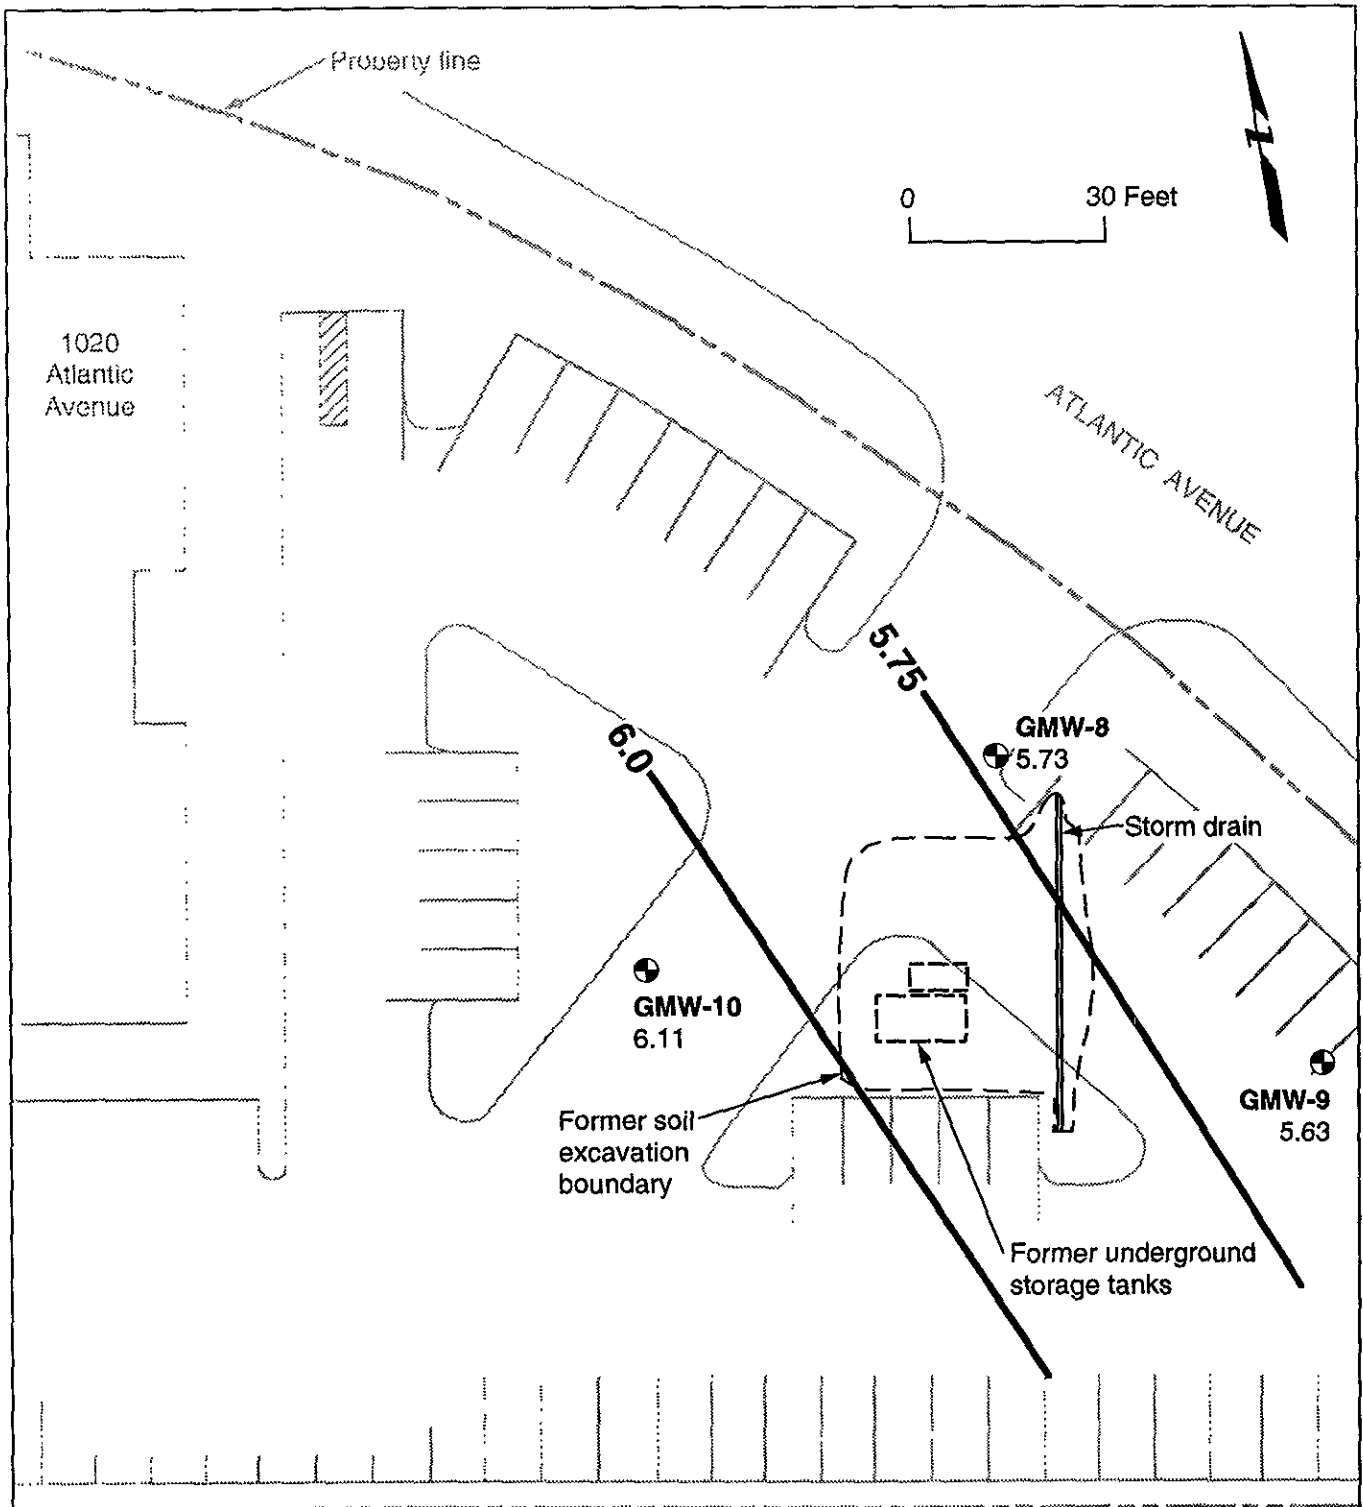 Property line
0 30 Feet
1020
Atlantic
Avenue
ATLANTIC AVENUE
5.75
6.0
GMW-8
5.73
Storm drain
GMW-10
6.11
GMW-9
5.63
Former soil
excavation
boundary
Former underground
storage tanks